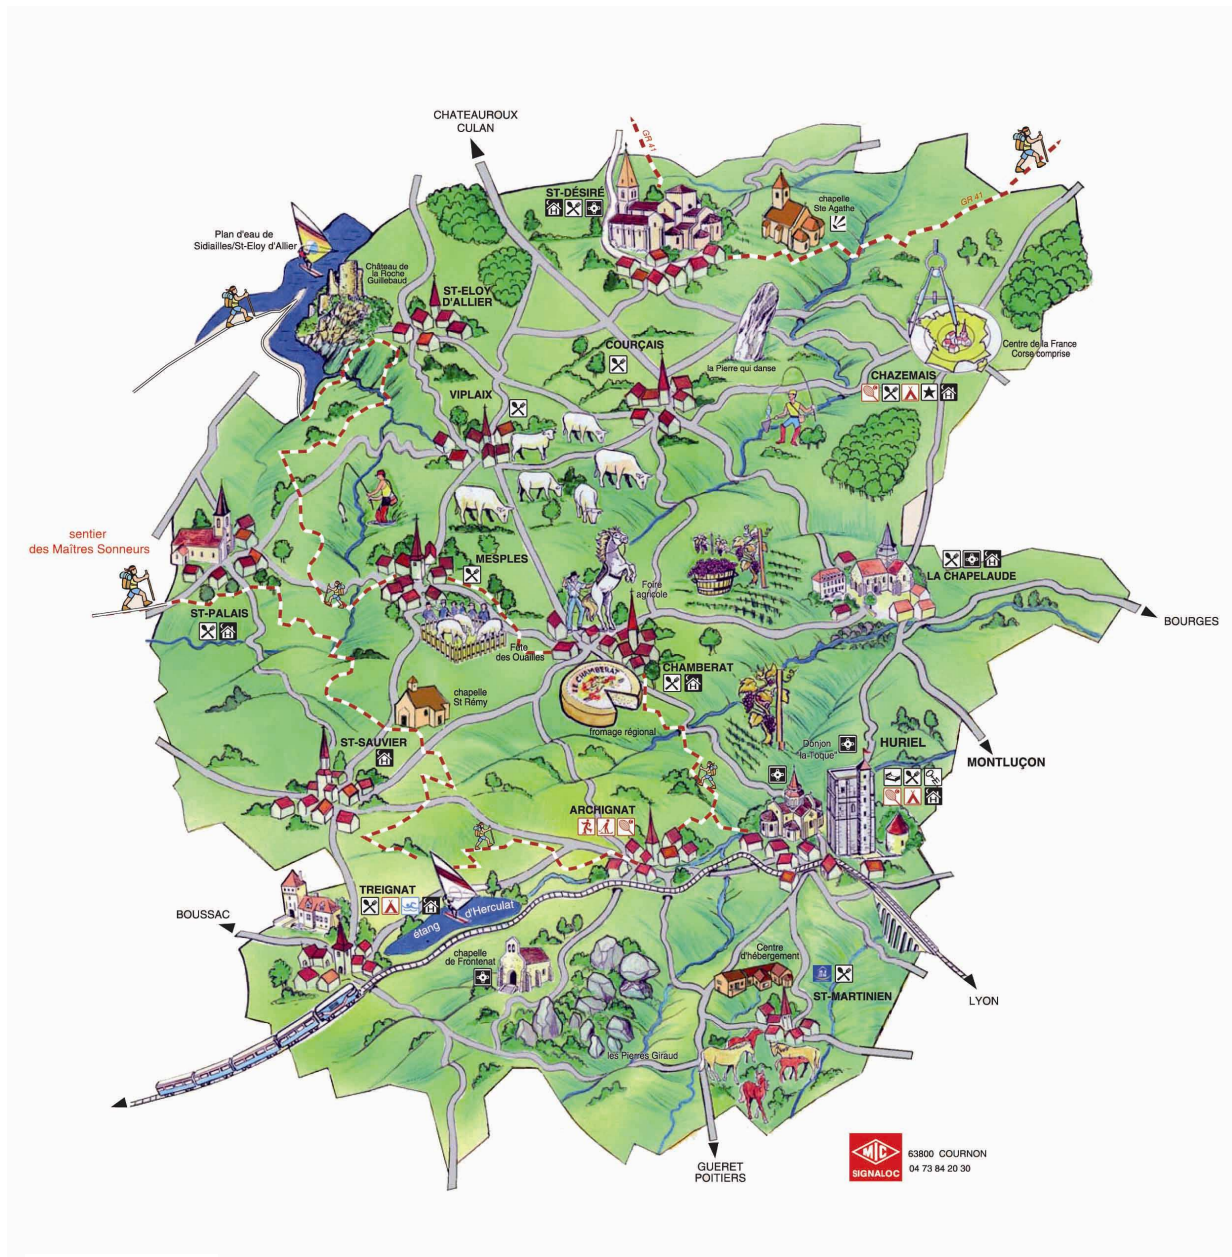 CHATEAUROUX
CULAN
GR 41
ST-DÉSIRÉ
chapelle
Ste Agathe
GR 41
Plan d'eau de
Sidiailles/St-Eloy d'Allier
Château de
la Roche
Guillebaud
ST-ELOY
D'ALLIER
COURÇAIS
la Pierre qui danse
Centre de la France
Corse comprise
CHAZEMAIS
VIPLAIX
sentier
des Maîtres Sonneurs
MESPLES
Foire
agricole
LA CHAPELAUDE
ST-PALAIS
BOURGES
Fête
des Ouailles
CHAMBERAT
CHAMBERAT
chapelle
St Rémy
fromage régional
ST-SAUVIER
Donjon
"la Toque"
HURIEL
MONTLUÇON
ARCHIGNAT
TREIGNAT
BOUSSAC
étang d'Herculat
chapelle
de Frontenat
Centre
d'hébergement
ST-MARTINIEN
LYON
les Pierres Giraud
GUERET
POITIERS
MIC
SIGNALOC
63800 COURNON
04 73 84 20 30